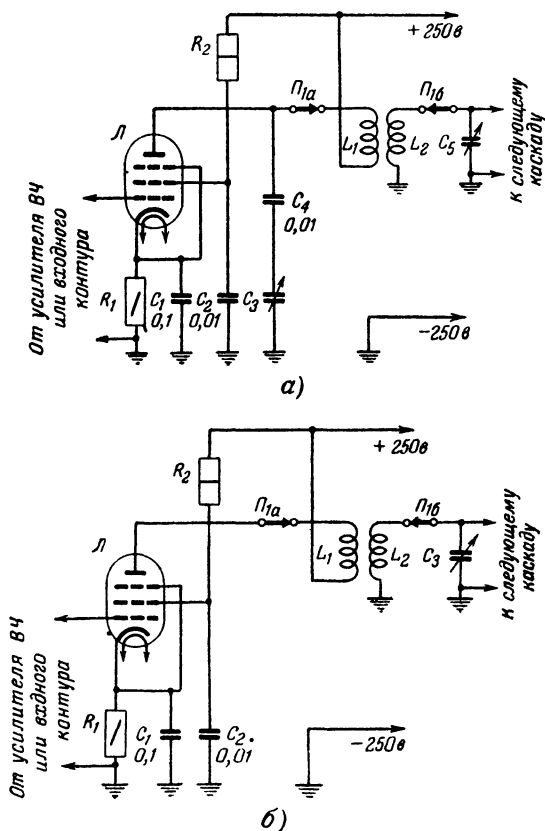 +250в
R2
П1а
П1б
Л
L1
L2
C5
C4
0,01
От усилителя ВЧ
или входного
контура
к следующему
каскаду
R1
C1
0,1
C2
0,01
C3
-250в
а)
+250в
R2
П1а
П1б
Л
L1
L2
C3
От усилителя ВЧ
или входного
контура
к следующему
каскаду
R1
C1
0,1
C2
0,01
-250в
б)